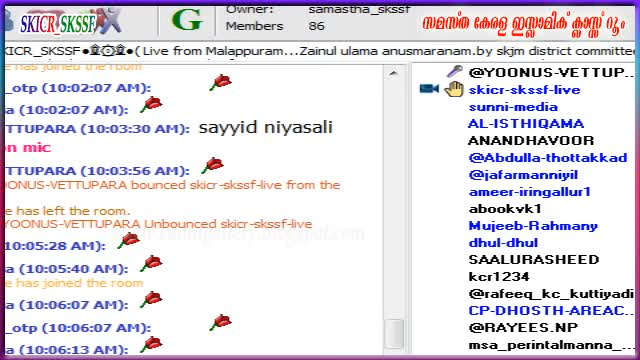 SKICR SKSSF
G
Owner: samastha_skssf
Members 86
സമസ്ത കേരള ഇസ്ലാമിക് ക്ലാസ്സ് റൂം
KICR_SKSSF ( Live from Malappuram...Zainul ulama anusmaranam.by skjm district committee
e has joined the room
_otp (10:02:07 AM):
a (10:02:07 AM):
VETTUPARA (10:03:30 AM): sayyid niyasali
on mic
VETTUPARA (10:03:56 AM):
YOONUS-VETTUPARA bounced skicr-skssf-live from the
e has left the room.
YOONUS-VETTUPARA Unbounced skicr-skssf-live
10:05:28 AM):
a (10:05:40 AM):
e has joined the room
a (10:06:07 AM):
_otp (10:06:07 AM):
a (10:06:13 AM):
@YOONUS-VETTUP...
skicr-skssf-live
sunni-media
AL-ISTHIQAMA
ANANDHAVOOR
@Abdulla-thottakkad
@jafarmanniyil
ameer-iringallur1
abookvk1
Mujeeb-Rahmany
dhul-dhul
SAALURASHEED
kcr1234
@rafeeq_kc_kuttiyadi
CP-DHOSTH-AREAC...
@RAYEES.NP
msa_perintalmanna_...